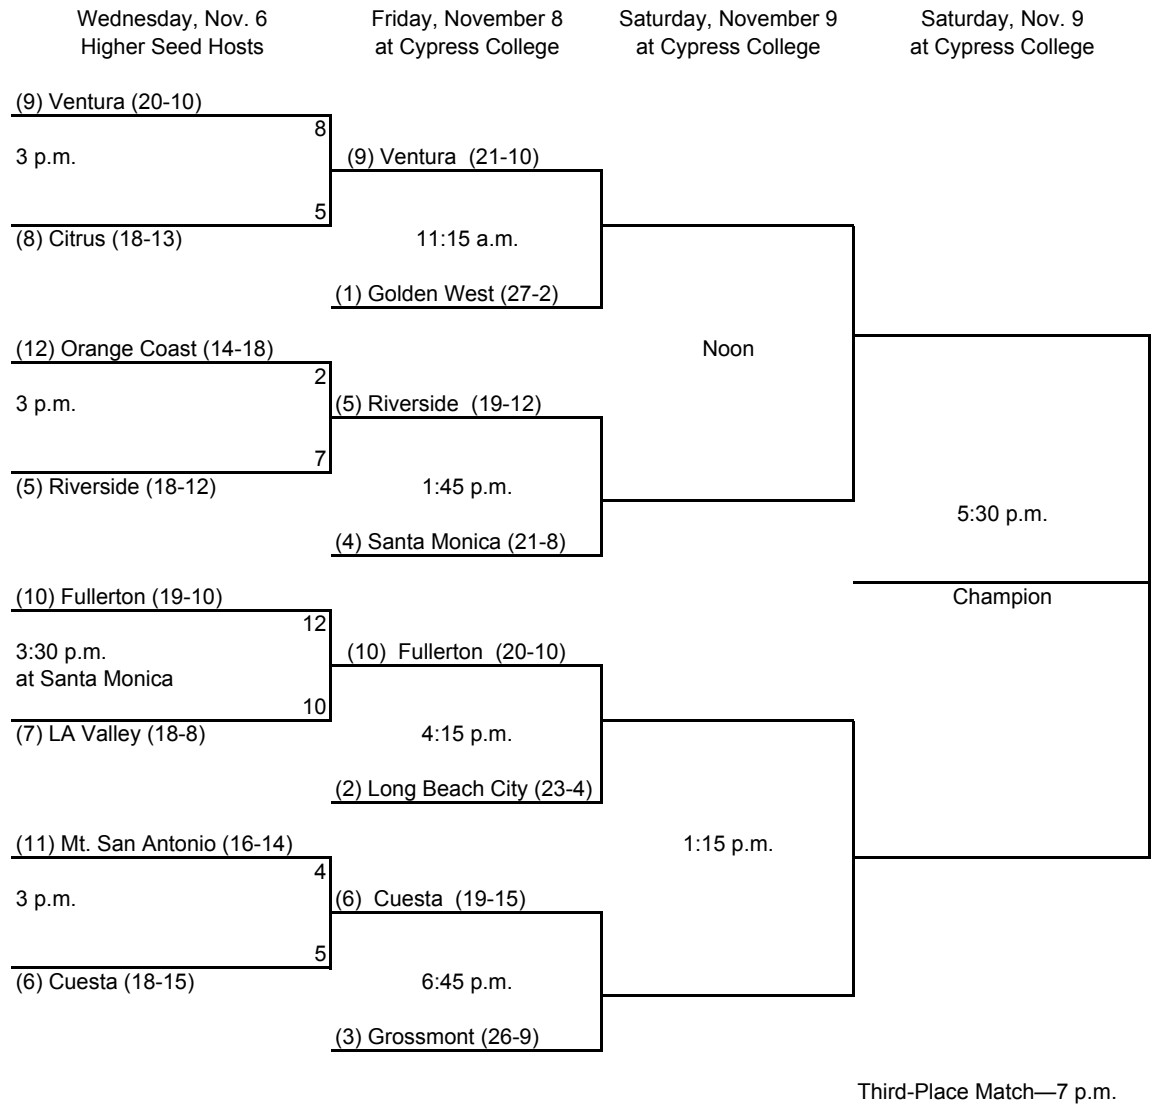 Wednesday, Nov. 6
Higher Seed Hosts
Friday, November 8
at Cypress College
Saturday, November 9
at Cypress College
Saturday, Nov. 9
at Cypress College
(9) Ventura (20-10)
8
3 p.m.
(9) Ventura (21-10)
5
(8) Citrus (18-13)
11:15 a.m.
(1) Golden West (27-2)
(12) Orange Coast (14-18)
Noon
2
3 p.m.
(5) Riverside (19-12)
7
(5) Riverside (18-12)
1:45 p.m.
5:30 p.m.
(4) Santa Monica (21-8)
(10) Fullerton (19-10)
Champion
12
3:30 p.m.
at Santa Monica
(10) Fullerton (20-10)
10
(7) LA Valley (18-8)
4:15 p.m.
(2) Long Beach City (23-4)
(11) Mt. San Antonio (16-14)
1:15 p.m.
4
3 p.m.
(6) Cuesta (19-15)
5
(6) Cuesta (18-15)
6:45 p.m.
(3) Grossmont (26-9)
Third-Place Match—7 p.m.